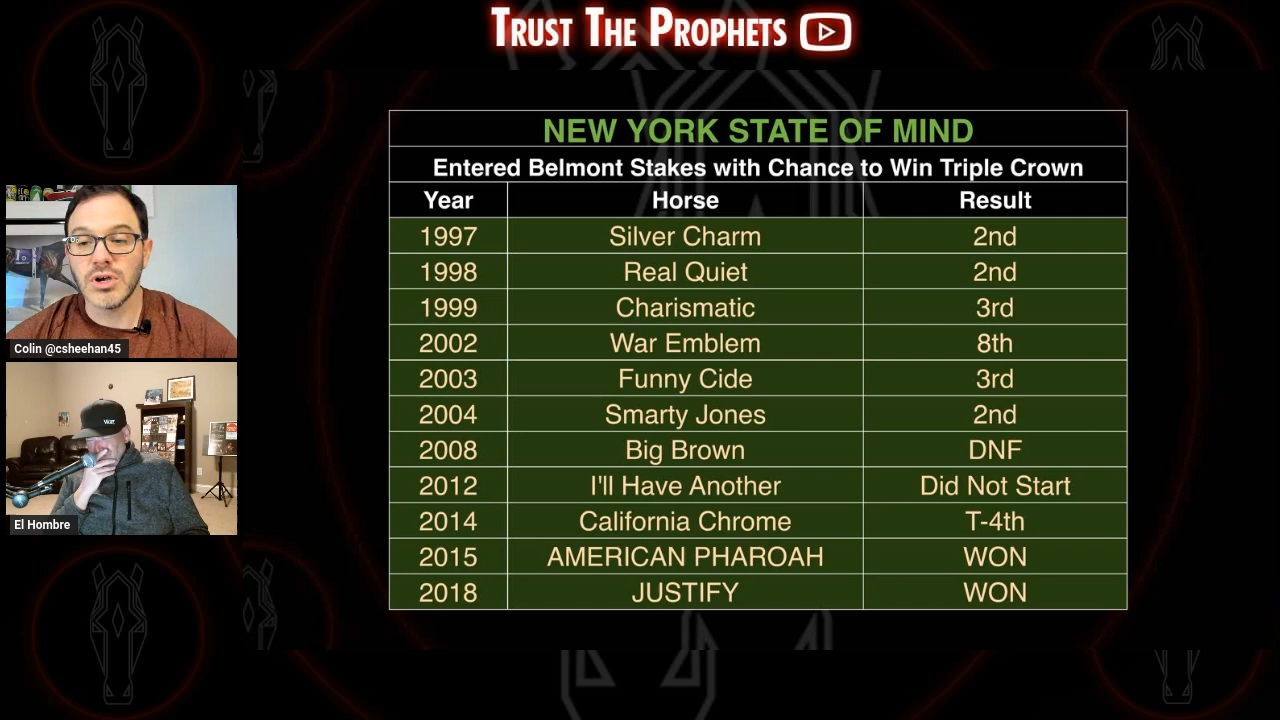 TRUST THE PROPHETS
NEW YORK STATE OF MIND
Entered Belmont Stakes with Chance to Win Triple Crown
Year Horse Result
1997 Silver Charm 2nd
1998 Real Quiet 2nd
1999 Charismatic 3rd
2002 War Emblem 8th
2003 Funny Cide 3rd
2004 Smarty Jones 2nd
2008 Big Brown DNF
2012 I'll Have Another Did Not Start
2014 California Chrome T-4th
2015 AMERICAN PHAROAH WON
2018 JUSTIFY WON
Colin @csheehan45
El Hombre